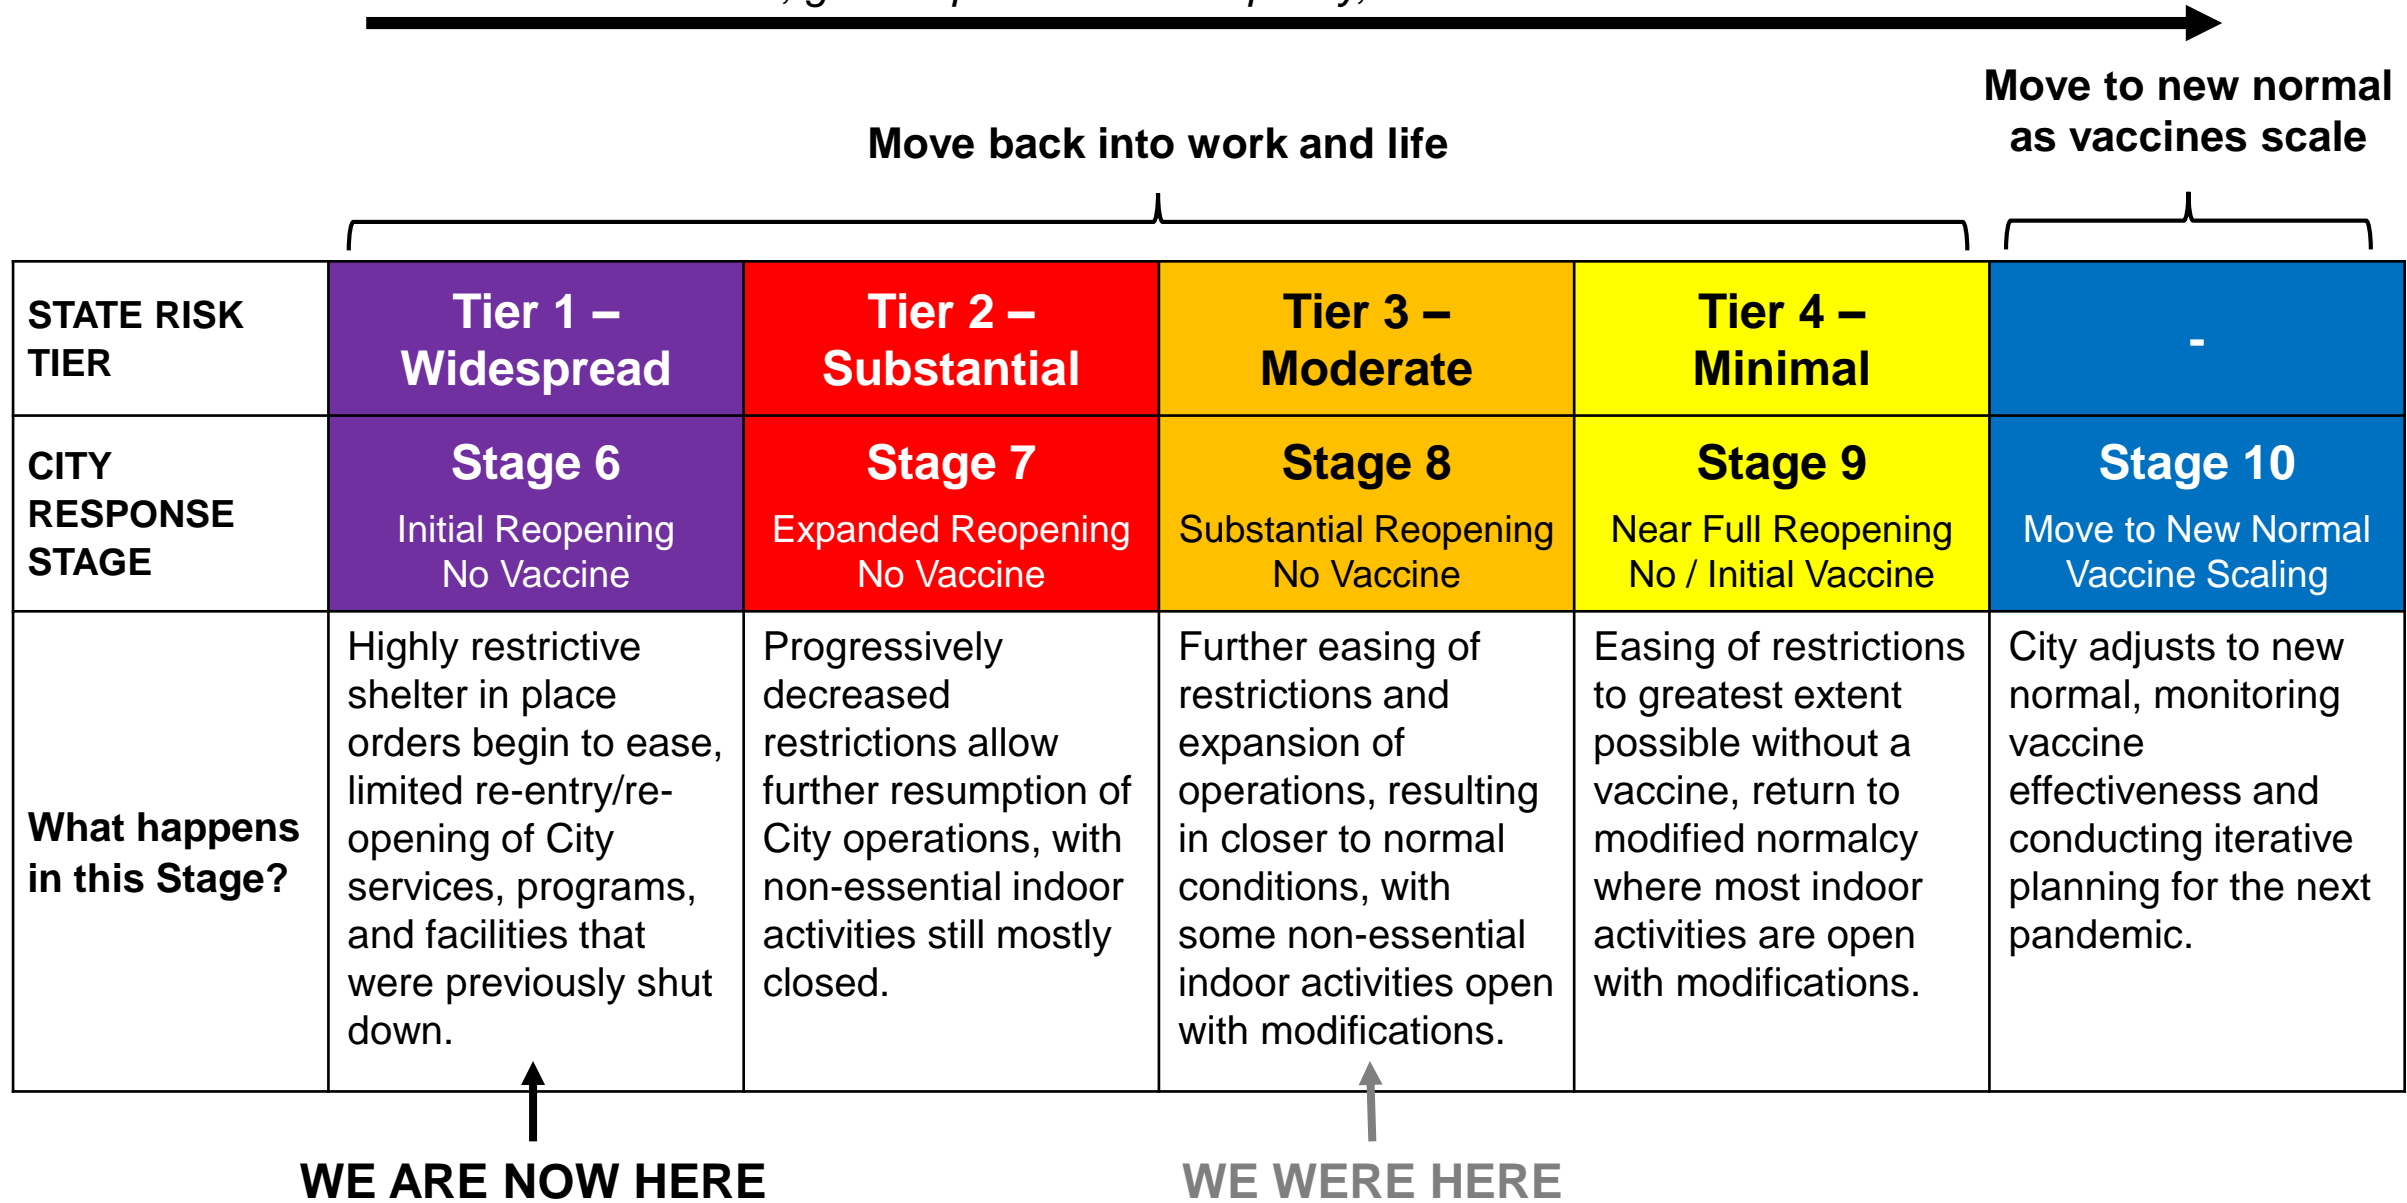 Move to new normal
as vaccines scale
Move back into work and life
STATE RISK
TIER
Tier 1 –
Widespread
Tier 2 –
Substantial
Tier 3 –
Moderate
Tier 4 –
Minimal
-
CITY
RESPONSE
STAGE
Stage 6
Initial Reopening
No Vaccine
Stage 7
Expanded Reopening
No Vaccine
Stage 8
Substantial Reopening
No Vaccine
Stage 9
Near Full Reopening
No / Initial Vaccine
Stage 10
Move to New Normal
Vaccine Scaling
What happens
in this Stage?
Highly restrictive
shelter in place
orders begin to ease,
limited re-entry/re-
opening of City
services, programs,
and facilities that
were previously shut
down.
Progressively
decreased
restrictions allow
further resumption of
City operations, with
non-essential indoor
activities still mostly
closed.
Further easing of
restrictions and
expansion of
operations, resulting
in closer to normal
conditions, with
some non-essential
indoor activities open
with modifications.
Easing of restrictions
to greatest extent
possible without a
vaccine, return to
modified normalcy
where most indoor
activities are open
with modifications.
City adjusts to new
normal, monitoring
vaccine
effectiveness and
conducting iterative
planning for the next
pandemic.
WE ARE NOW HERE
WE WERE HERE